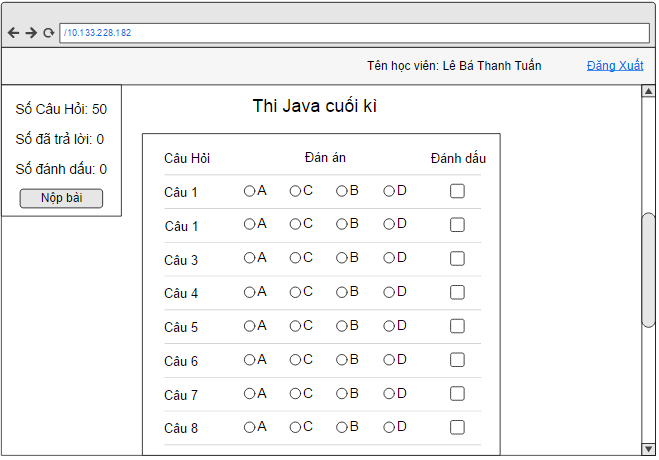 /10.133.228.182
Tên học viên: Lê Bá Thanh Tuấn Đăng Xuất
Số Câu Hỏi: 50
Số đã trả lời: 0
Số đánh dấu: 0
Nộp bài
Thi Java cuối kì
Câu Hỏi Đán án Đánh dấu
Câu 1 A C B D
Câu 1 A C B D
Câu 3 A C B D
Câu 4 A C B D
Câu 5 A C B D
Câu 6 A C B D
Câu 7 A C B D
Câu 8 A C B D